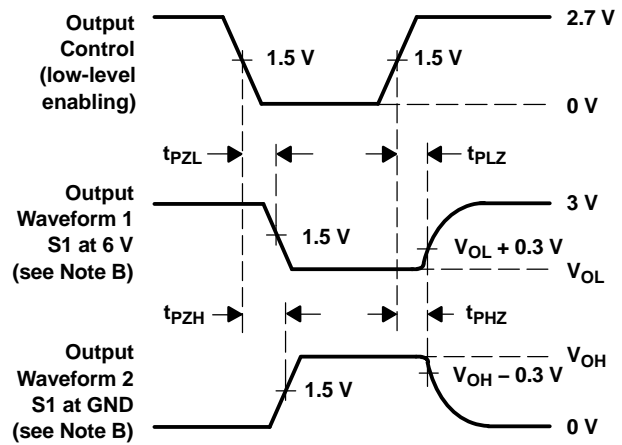 Output
Control
(low-level
enabling)
1.5 V
1.5 V
2.7 V
0 V
tPZL
tPLZ
Output
Waveform 1
S1 at 6 V
(see Note B)
1.5 V
3 V
VOL + 0.3 V
VOL
tPZH
tPHZ
Output
Waveform 2
S1 at GND
(see Note B)
1.5 V
VOH
VOH – 0.3 V
0 V